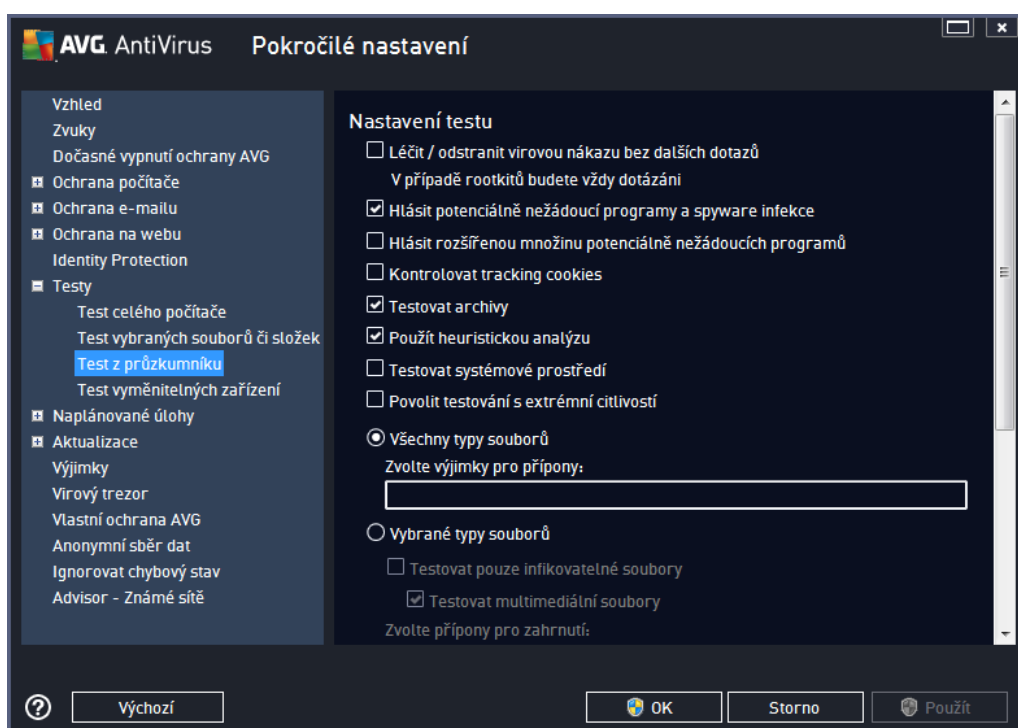 AVG. AntiVirus Pokročilé nastavení
Vzhled
Zvuky
Dočasné vypnutí ochrany AVG
Ochrana počítače
Ochrana e-mailu
Ochrana na webu
Identity Protection
Testy
Test celého počítače
Test vybraných souborů či složek
Test z průzkumníku
Test vyměnitelných zařízení
Naplánované úlohy
Aktualizace
Výjimky
Virový trezor
Vlastní ochrana AVG
Anonymní sběr dat
Ignorovat chybový stav
Advisor - Známé sítě
Nastavení testu
Léčit / odstranit virovou nákazu bez dalších dotazů
V případě rootkitů budete vždy dotázáni
Hlásit potenciálně nežádoucí programy a spyware infekce
Hlásit rozšířenou množinu potenciálně nežádoucích programů
Kontrolovat tracking cookies
Testovat archivy
Použít heuristickou analýzu
Testovat systémové prostředí
Povolit testování s extrémní citlivostí
Všechny typy souborů
Zvolte výjimky pro přípony:
Vybrané typy souborů
Testovat pouze infikovatelné soubory
Testovat multimediální soubory
Zvolte přípony pro zahrnutí:
Výchozí
OK
Storno
Použít